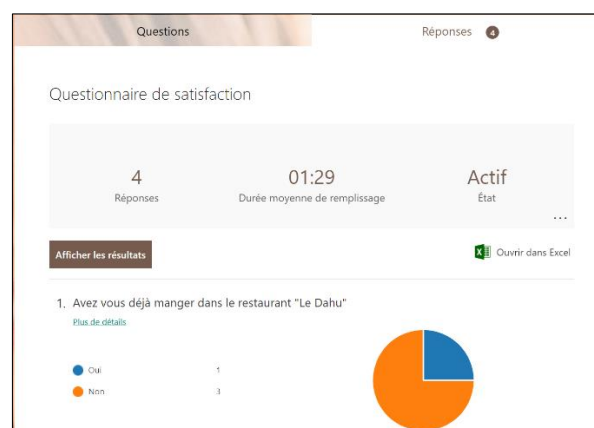 Questions
Réponses 4
Questionnaire de satisfaction
4
Réponses
01:29
Durée moyenne de remplissage
Actif
État
...
Afficher les résultats
Ouvrir dans Excel
1. Avez vous déjà manger dans le restaurant "Le Dahu"
Plus de détails
Oui 1
Non 3